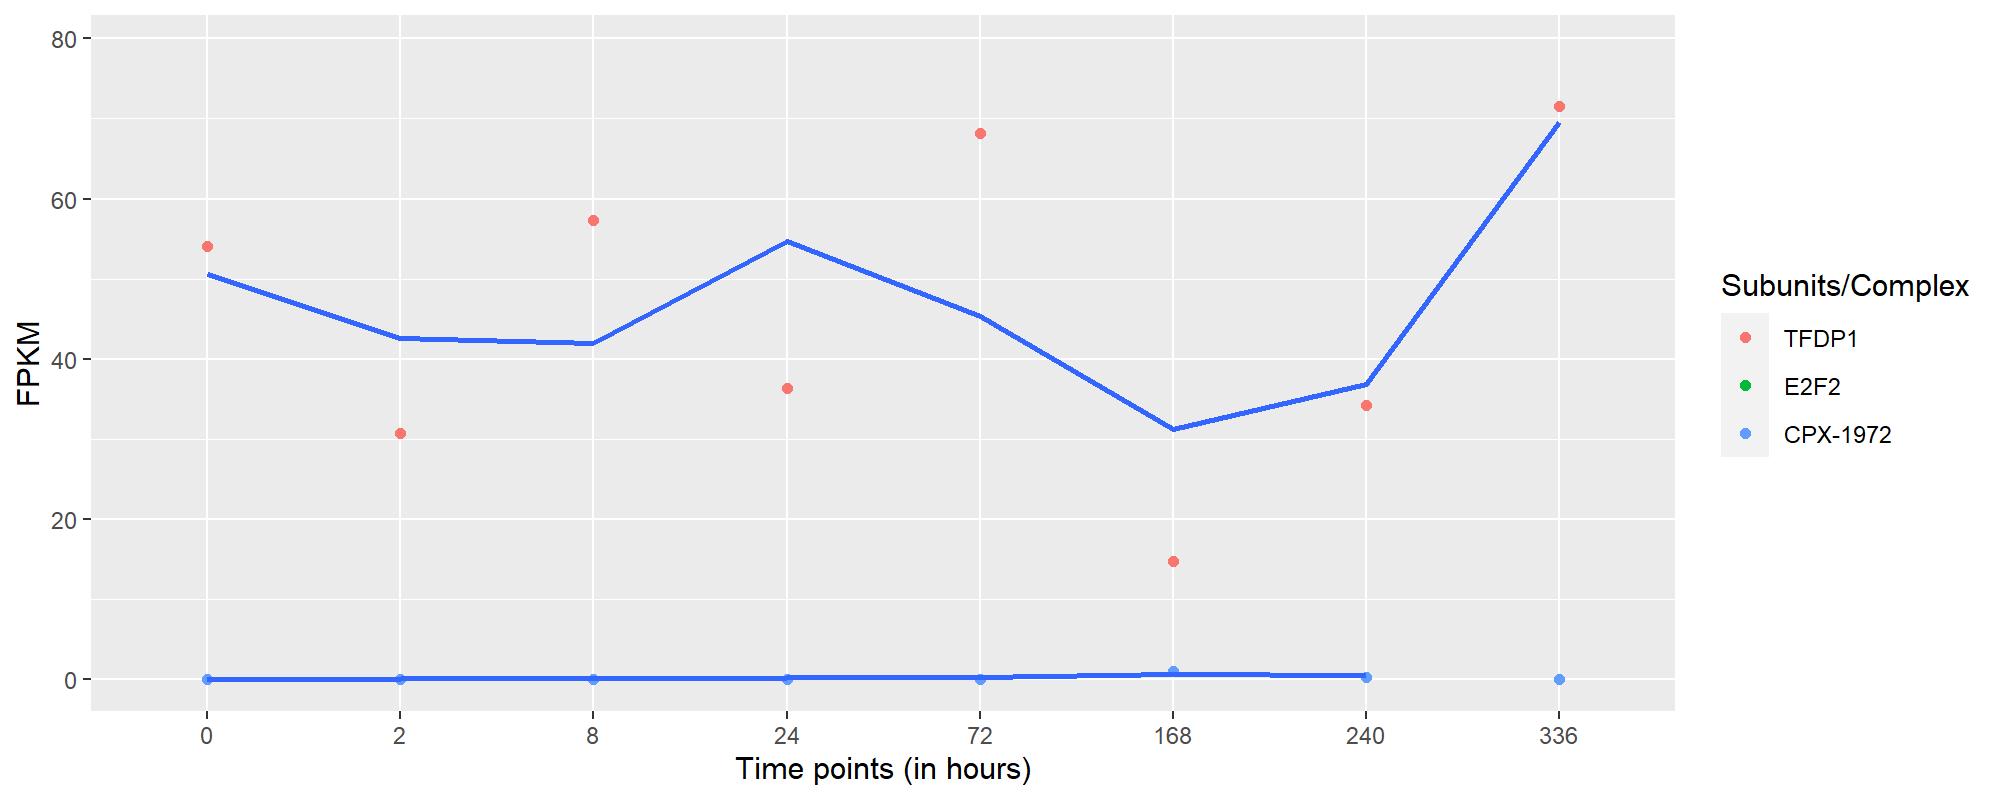 80
60
40
20
0
FPKM
0 2 8 24 72 168 240 336
Time points (in hours)
Subunits/Complex
TFDP1
E2F2
CPX-1972